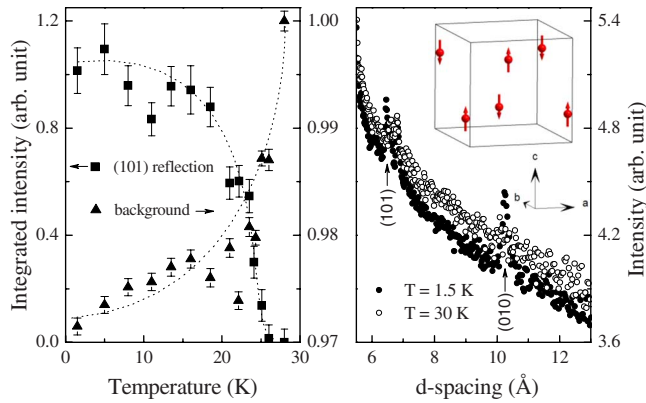 Integrated intensity (arb. unit)
1.2
0.8
0.4
0.0
1.00
0.99
0.98
0.97
(101) reflection
background
0
10
20
30
Temperature (K)
c
b
a
(101)
(010)
T = 1.5 K
T = 30 K
6
8
10
12
d-spacing (Å)
5.4
4.8
4.2
3.6
Intensity (arb. unit)